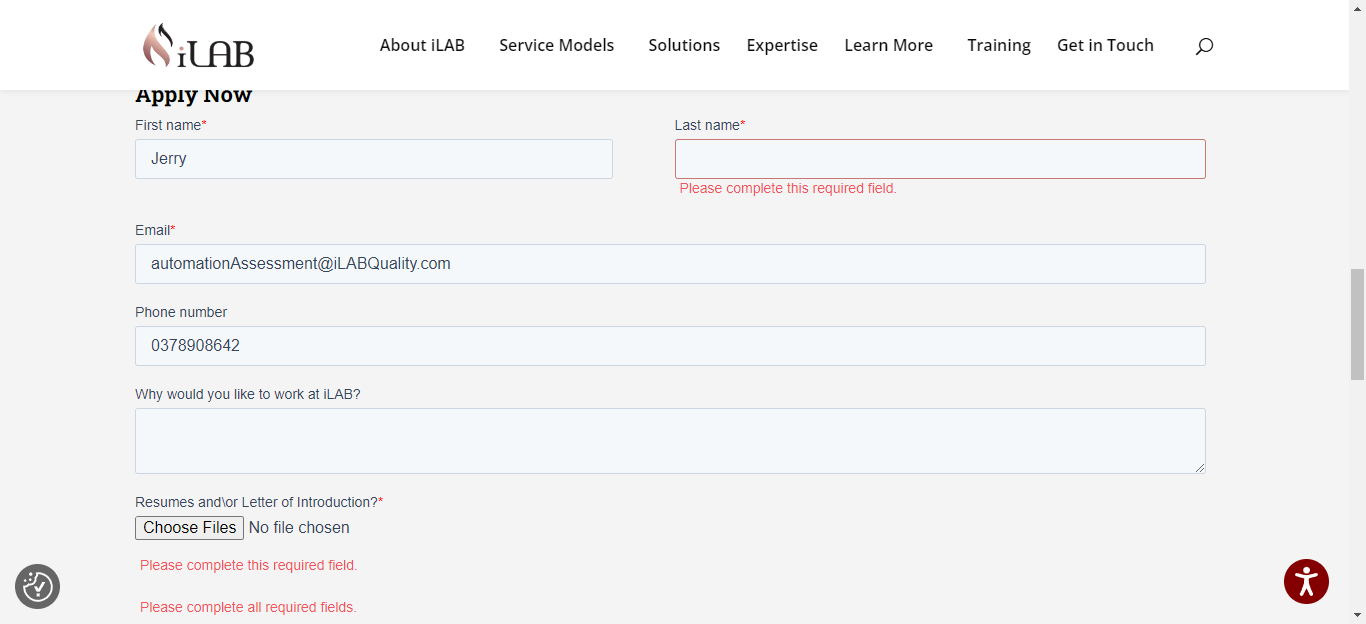 iLAB
About iLAB Service Models Solutions Expertise Learn More Training Get in Touch
Apply Now
First name* Last name*
Jerry
Please complete this required field.
Email*
automationAssessment@iLABQuality.com
Phone number
0378908642
Why would you like to work at iLAB?
Resumes and\or Letter of Introduction?*
Choose Files No file chosen
Please complete this required field.
Please complete all required fields.